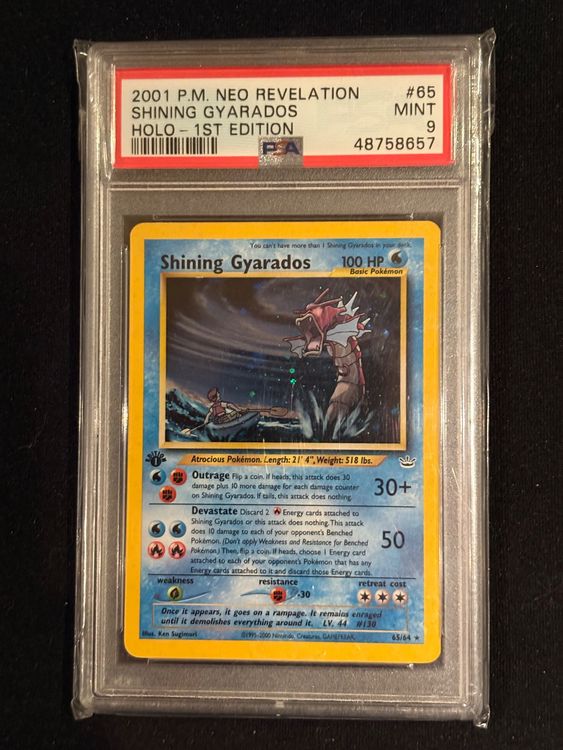 2001 P.M. NEO REVELATION #65
SHINING GYARADOS MINT
HOLO - 1ST EDITION 9
PSA 48758657
You can't have more than 1 Shining Gyarados in your deck.
Shining Gyarados 100 HP
Basic Pokémon
EDITION 1
Atrocious Pokémon. Length: 21' 4", Weight: 518 lbs.
Outrage Flip a coin. If heads, this attack does 30
damage plus 10 more damage for each damage counter
on Shining Gyarados. If tails, this attack does nothing.
30+
Devastate Discard 2 Energy cards attached to
Shining Gyarados or this attack does nothing. This attack
does 10 damage to each of your opponent's Benched
Pokémon. (Don't apply Weakness and Resistance for Benched
Pokémon.) Then, flip a coin. If heads, choose 1 Energy card
attached to each of your opponent's Pokémon that has any
Energy cards attached to it and discard those Energy cards.
50
weakness resistance retreat cost
-30
Once it appears, it goes on a rampage. It remains enraged
until it demolishes everything around it. LV. 44 #130
Illus. Ken Sugimori ©1995-2000 Nintendo, Creatures, GAMEFREAK. 65/64 ★